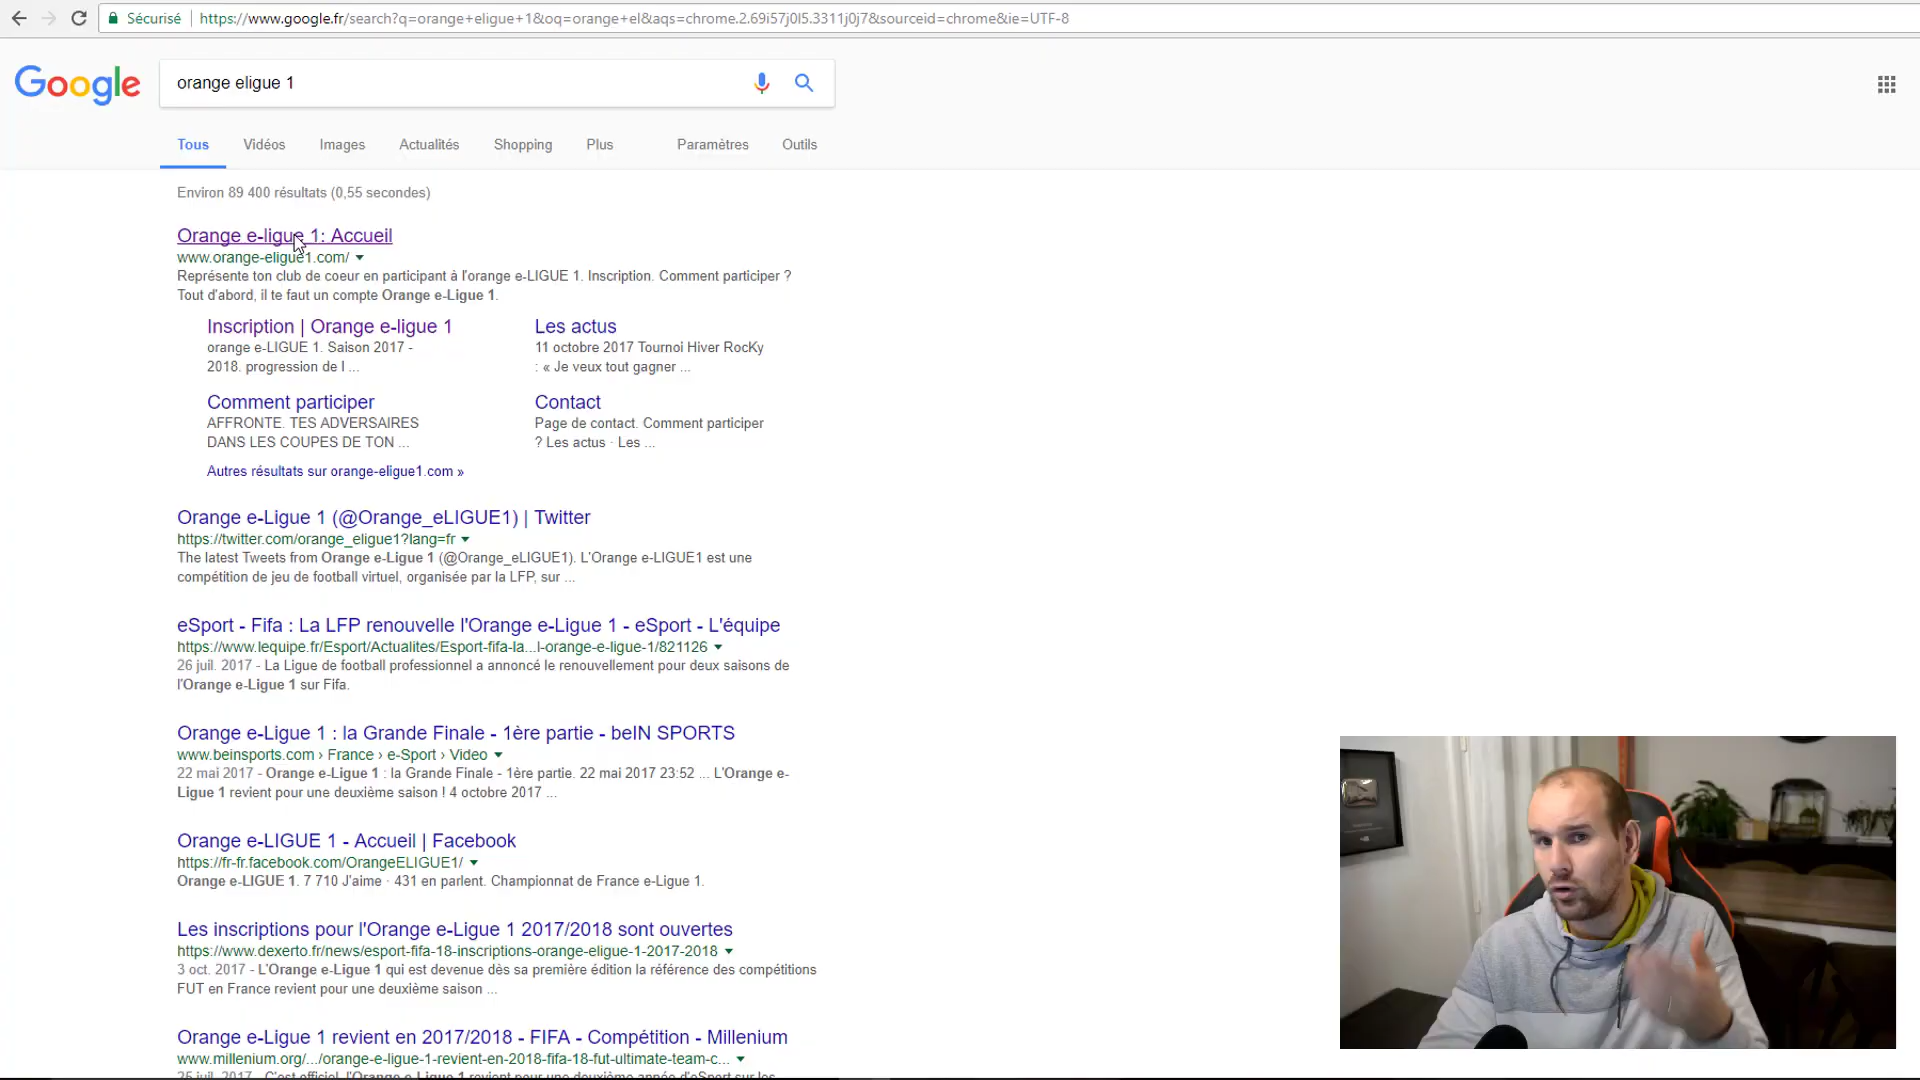 Sécurisé | https://www.google.fr/search?q=orange+eligue+1&oq=orange+el&aqs=chrome.2.69i57j0l5.3311j0j7&sourceid=chrome&ie=UTF-8
Google
orange eligue 1
Tous Vidéos Images Actualités Shopping Plus Paramètres Outils
Environ 89 400 résultats (0,55 secondes)
Orange e-ligue 1: Accueil
www.orange-eligue1.com/
Représente ton club de coeur en participant à l'orange e-LIGUE 1. Inscription. Comment participer ?
Tout d'abord, il te faut un compte Orange e-Ligue 1.
Inscription | Orange e-ligue 1
orange e-LIGUE 1. Saison 2017 -
2018. progression de l ...
Les actus
11 octobre 2017 Tournoi Hiver RocKy
: « Je veux tout gagner ...
Comment participer
AFFRONTE. TES ADVERSAIRES
DANS LES COUPES DE TON ...
Contact
Page de contact. Comment participer
? Les actus · Les ...
Autres résultats sur orange-eligue1.com »
Orange e-Ligue 1 (@Orange_eLIGUE1) | Twitter
https://twitter.com/orange_eligue1?lang=fr
The latest Tweets from Orange e-Ligue 1 (@Orange_eLIGUE1). L'Orange e-LIGUE1 est une
compétition de jeu de football virtuel, organisée par la LFP, sur ...
eSport - Fifa : La LFP renouvelle l'Orange e-Ligue 1 - eSport - L'équipe
https://www.lequipe.fr/Esport/Actualites/Esport-fifa-la...l-orange-e-ligue-1/821126
26 juil. 2017 - La Ligue de football professionnel a annoncé le renouvellement pour deux saisons de
l'Orange e-Ligue 1 sur Fifa.
Orange e-Ligue 1 : la Grande Finale - 1ère partie - beIN SPORTS
www.beinsports.com › France › e-Sport › Video
22 mai 2017 - Orange e-Ligue 1 : la Grande Finale - 1ère partie. 22 mai 2017 23:52 ... L'Orange e-
Ligue 1 revient pour une deuxième saison ! 4 octobre 2017 ...
Orange e-LIGUE 1 - Accueil | Facebook
https://fr-fr.facebook.com/OrangeELIGUE1/
Orange e-LIGUE 1. 7 710 J'aime · 431 en parlent. Championnat de France e-Ligue 1.
Les inscriptions pour l'Orange e-Ligue 1 2017/2018 sont ouvertes
https://www.dexerto.fr/news/esport-fifa-18-inscriptions-orange-eligue-1-2017-2018
3 oct. 2017 - L'Orange e-Ligue 1 qui est devenue dès sa première édition la référence des compétitions
FUT en France revient pour une deuxième saison ...
Orange e-Ligue 1 revient en 2017/2018 - FIFA - Compétition - Millenium
www.millenium.org/.../orange-e-ligue-1-revient-en-2018-fifa-18-fut-ultimate-team-c...
25 juil. 2017 - C'est officiel, l'Orange e-Ligue 1 revient pour une deuxième année d'eSport sur les